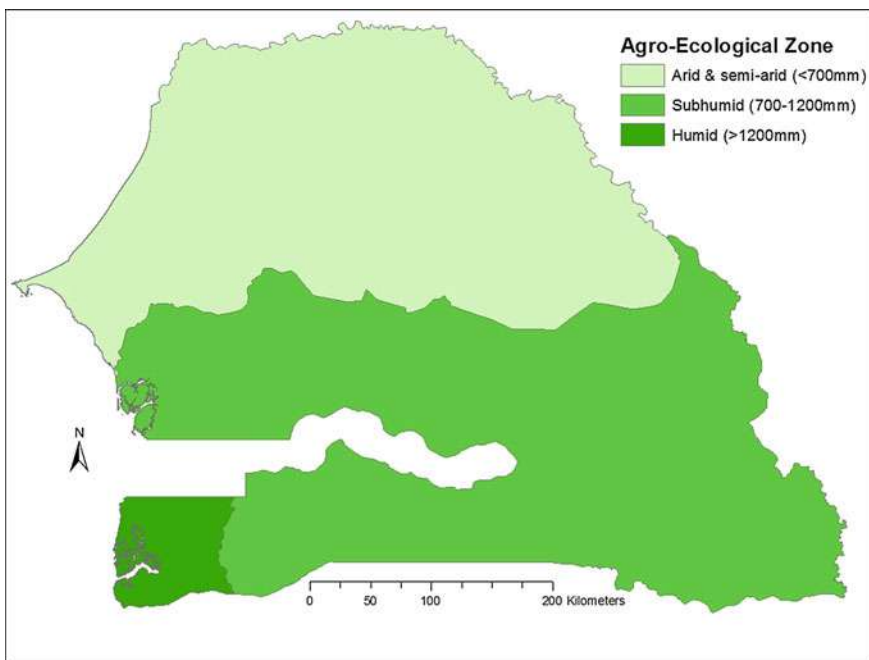 Agro-Ecological Zone
Arid & semi-arid (<700mm)
Subhumid (700-1200mm)
Humid (>1200mm)
N
0 50 100 200 Kilometers